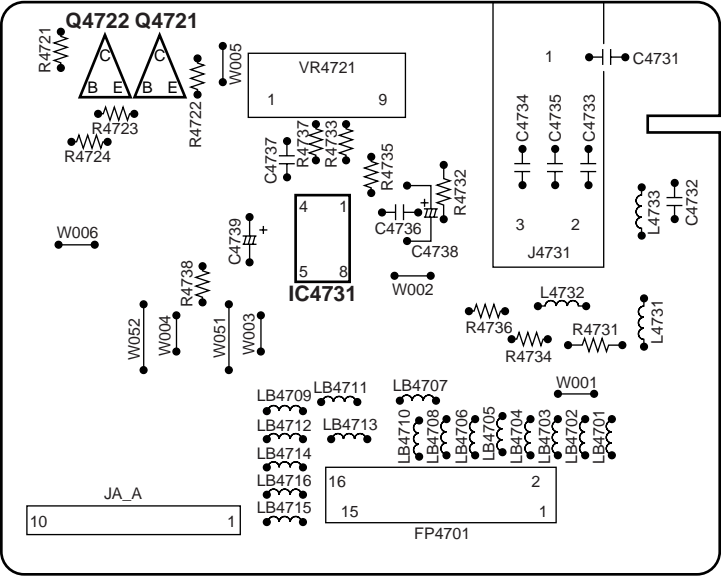 Q4722 Q4721
R4721
C
B E
C
B E
R4722
W005
R4723
R4724
VR4721
1 9
1
C4731
C4734
C4735
C4733
3 2
J4731
R4737
R4733
C4737
R4735
R4732
C4736
+
C4738
L4733
C4732
4 1
5 8
IC4731
C4739
+
W006
R4738
W002
W052
W004
W051
W003
L4732
R4736
R4734
R4731
L4731
W001
LB4709
LB4711
LB4707
LB4712
LB4713
LB4714
LB4716
LB4715
LB4710
LB4708
LB4706
LB4705
LB4704
LB4703
LB4702
LB4701
JA_A
10 1
16 2
15 1
FP4701